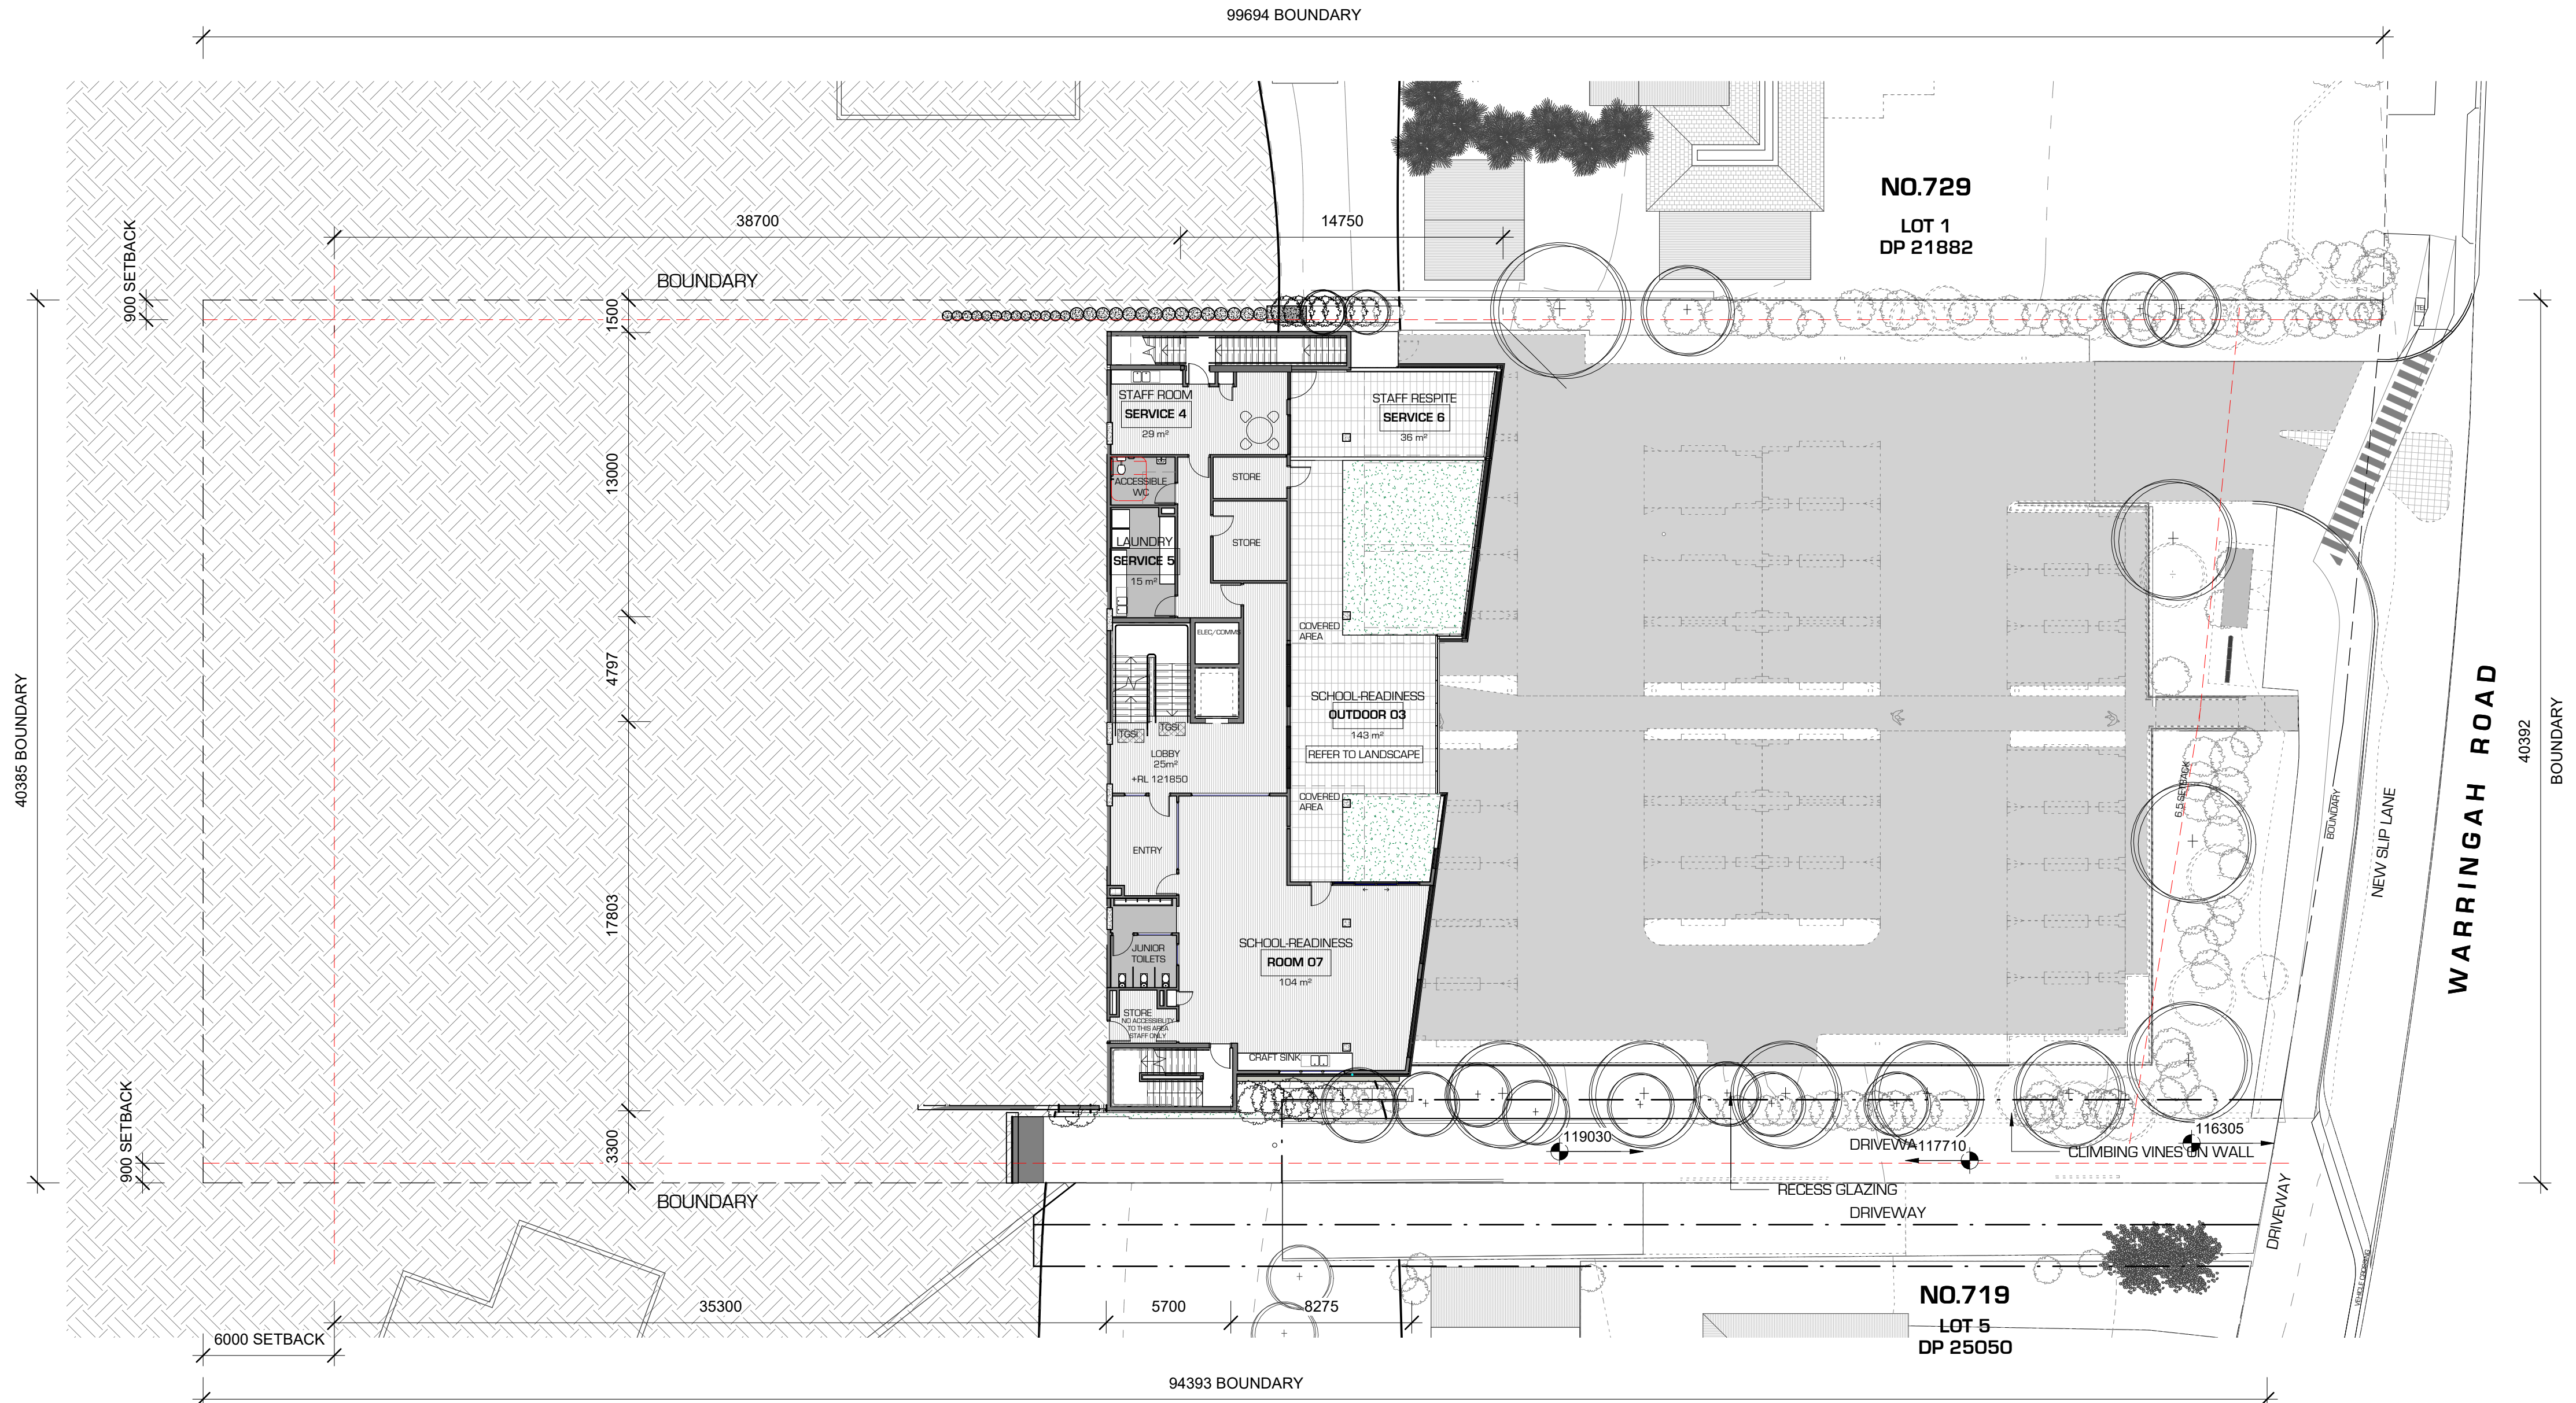 99694 BOUNDARY
NO.729
LOT 1
DP 21882
38700
14750
900 SETBACK
BOUNDARY
1500
TEL
STAFF ROOM
SERVICE 4
29 m²
STAFF RESPITE
SERVICE 6
36 m²
13000
ACCESSIBLE
WC
STORE
LAUNDRY
SERVICE 5
15 m²
STORE
COVERED
AREA
ELEC/COMMS
4797
SCHOOL-READINESS
OUTDOOR 03
143 m²
REFER TO LANDSCAPE
TGSI
TGSI
LOBBY
25m²
+RL 121850
40385 BOUNDARY
40392
BOUNDARY
WARRINGAH ROAD
6.5 SETBACK
BOUNDARY
NEW SLIP LANE
COVERED
AREA
ENTRY
17803
JUNIOR
TOILETS
SCHOOL-READINESS
ROOM 07
104 m²
STORE
NO ACCESSIBLITY
TO THIS AREA
STAFF ONLY
CRAFT SINK
900 SETBACK
3300
119030
DRIVEWA
117710
116305
CLIMBING VINES ON WALL
RECESS GLAZING
BOUNDARY
DRIVEWAY
DRIVEWAY
VEHICLE CROSSING
NO.719
LOT 5
DP 25050
35300
5700
8275
6000 SETBACK
94393 BOUNDARY